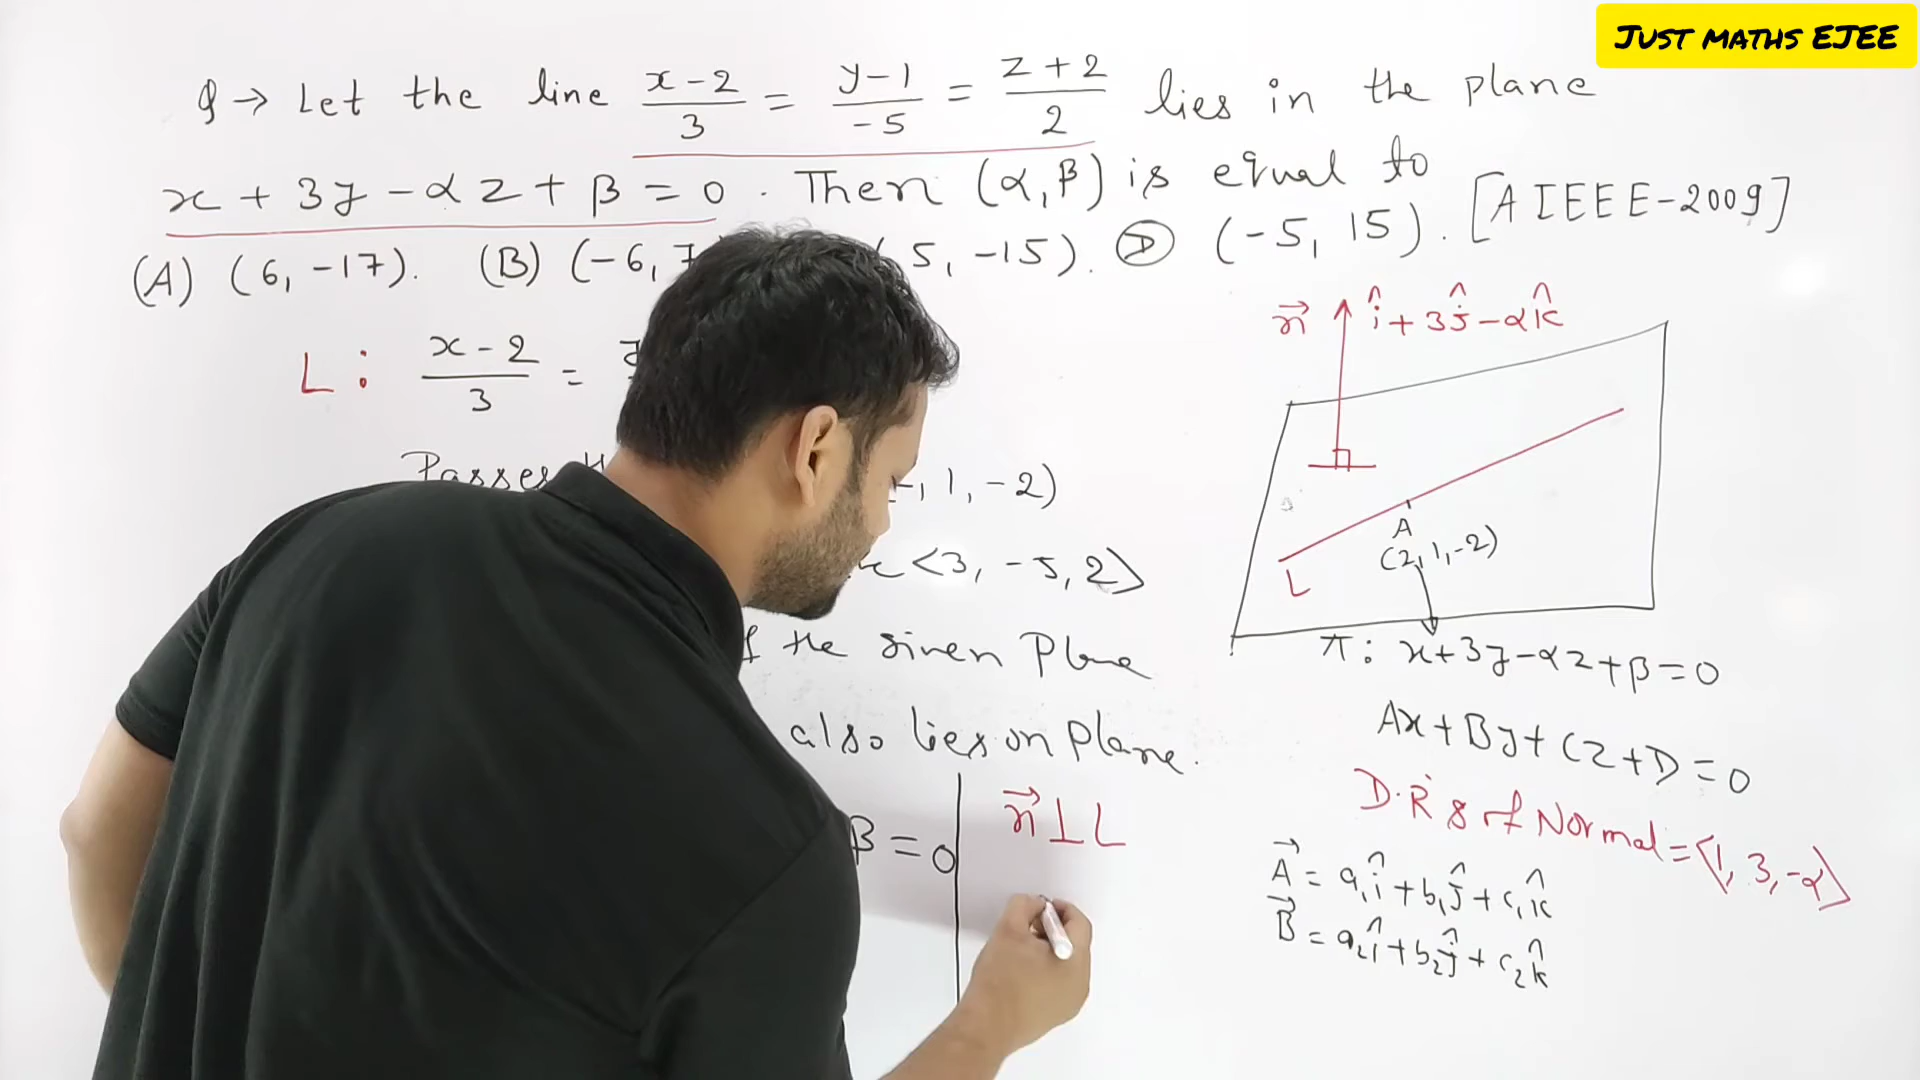 JUST MATHS EJEE
Q → Let the line x-2/3 = y-1/-5 = z+2/2 lies in the plane
x + 3y - αz + β = 0. Then (α, β) is equal to
[AIEEE-2009]
(A) (6, -17). (B) (-6, 7 5, -15). (D) (-5, 15).
L : x-2/3 =
Passes , 1, -2)
<3, -5, 2>
the given Plane
also lies on Plane.
β = 0
n⃗ ⊥ L
n⃗ î + 3ĵ - αk̂
A
(2, 1, -2)
L
π: x+3y-αz+β=0
Ax+By+Cz+D=0
D.R's of Normal = <1, 3, -α>
A⃗ = a₁î + b₁ĵ + c₁k̂
B⃗ = a₂î + b₂ĵ + c₂k̂